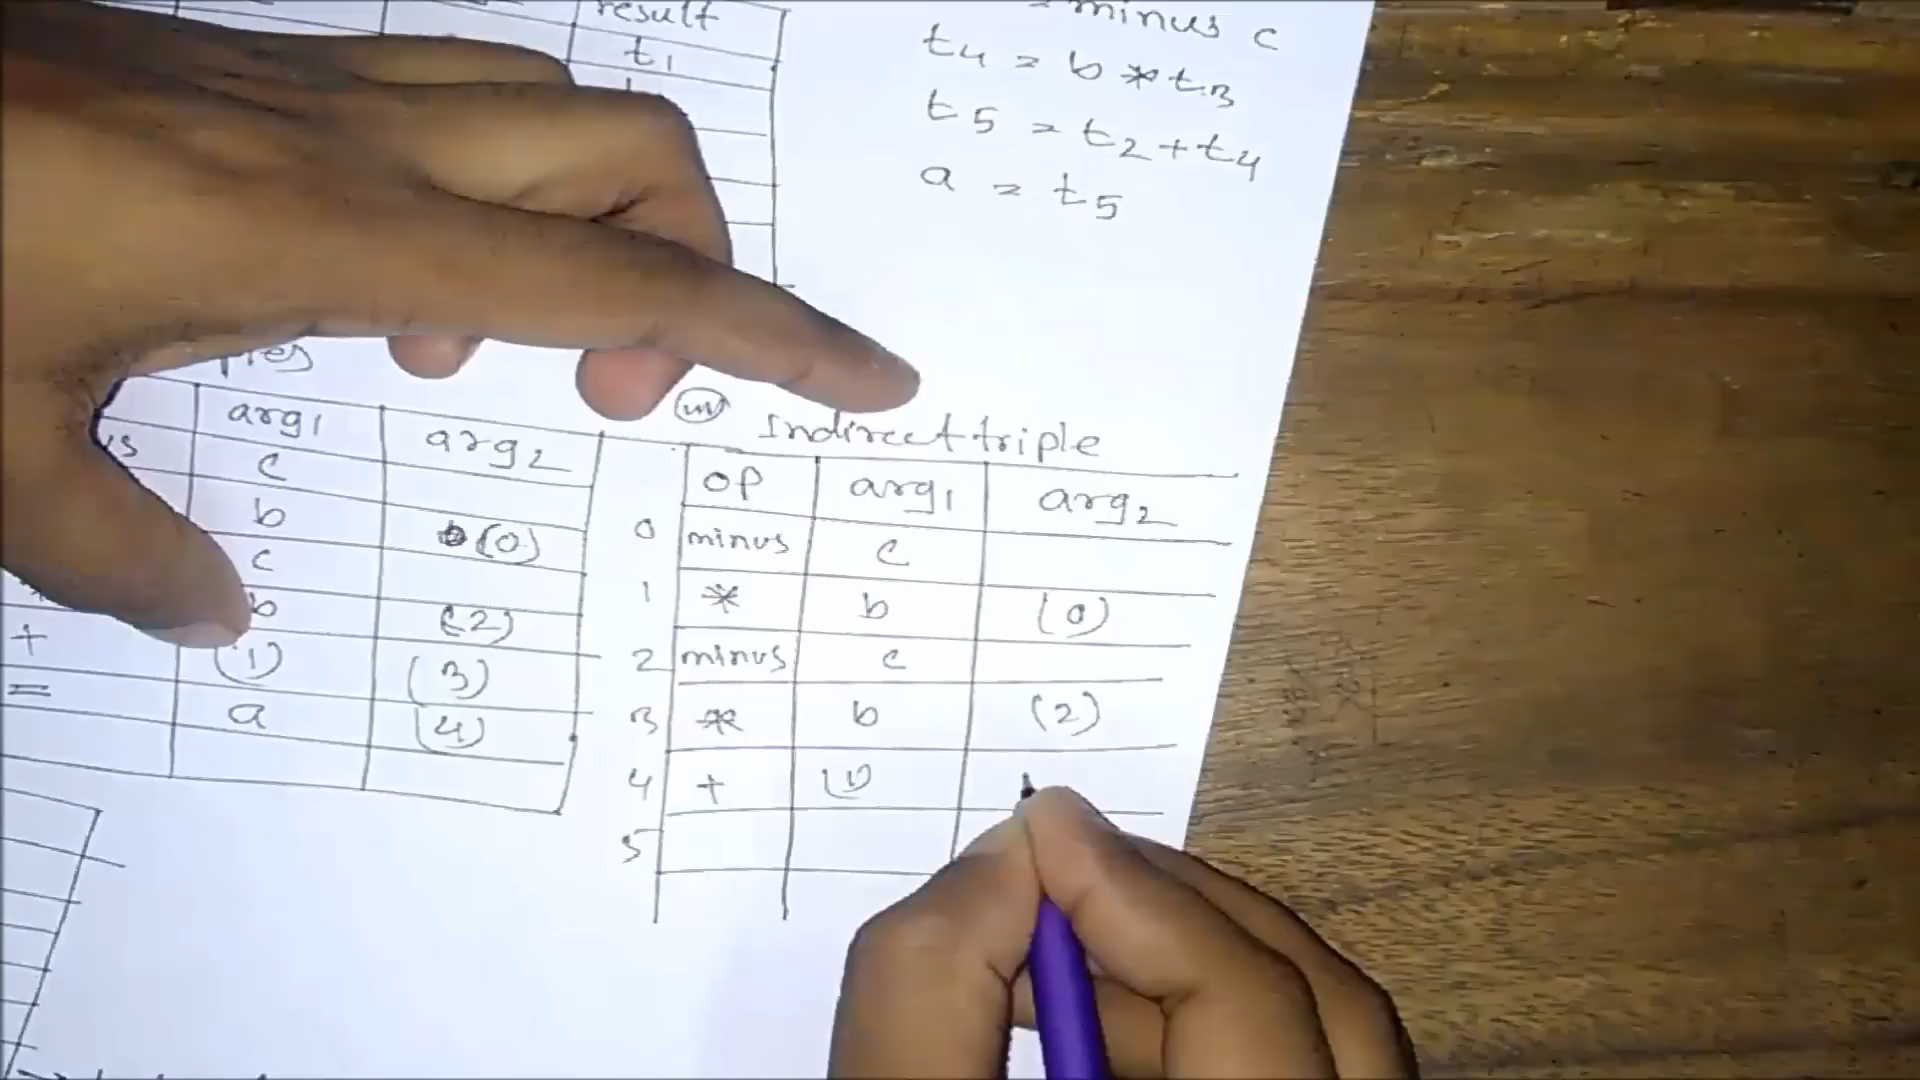 result
t1
minus c
t4 = b * t3
t5 = t2 + t4
a = t5
arg1 arg2
c
b (0)
c
b (2)
+ (1) (3)
= a (4)
Indirect triple
op arg1 arg2
0 minus c
1 * b (0)
2 minus c
3 * b (2)
4 + (1)
5